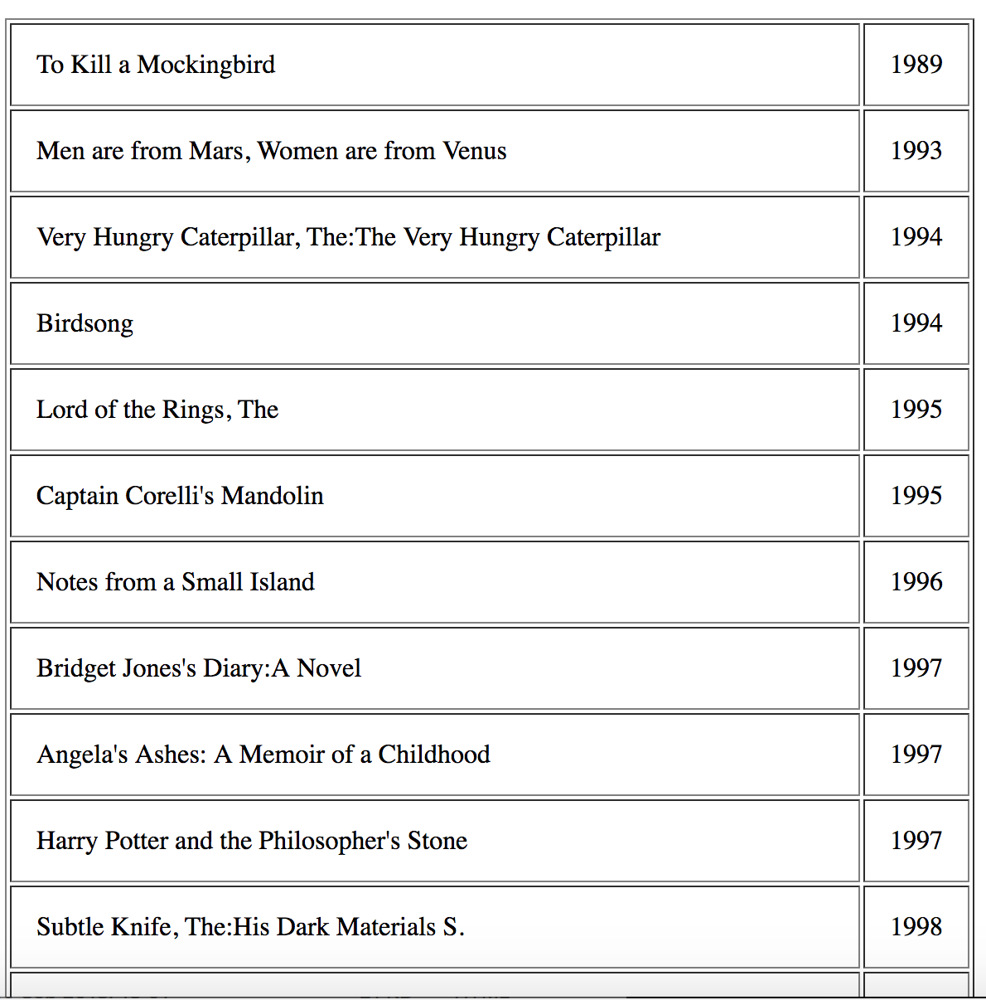 To Kill a Mockingbird 1989
Men are from Mars, Women are from Venus 1993
Very Hungry Caterpillar, The:The Very Hungry Caterpillar 1994
Birdsong 1994
Lord of the Rings, The 1995
Captain Corelli's Mandolin 1995
Notes from a Small Island 1996
Bridget Jones's Diary:A Novel 1997
Angela's Ashes: A Memoir of a Childhood 1997
Harry Potter and the Philosopher's Stone 1997
Subtle Knife, The:His Dark Materials S. 1998